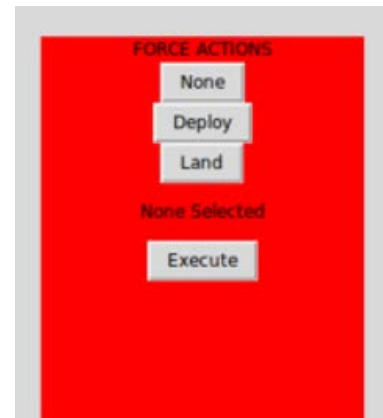 FORCE ACTIONS
None
Deploy
Land
None Selected
Execute